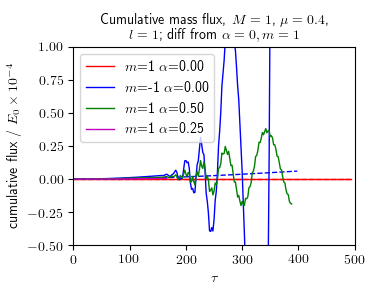 Cumulative mass flux, M = 1, μ = 0.4,
l = 1; diff from α = 0, m = 1
cumulative flux / E₀ × 10⁻⁴
1.00
0.75
0.50
0.25
0.00
−0.25
−0.50
m=1 α=0.00
m=-1 α=0.00
m=1 α=0.50
m=1 α=0.25
0
100
200
300
400
500
τ